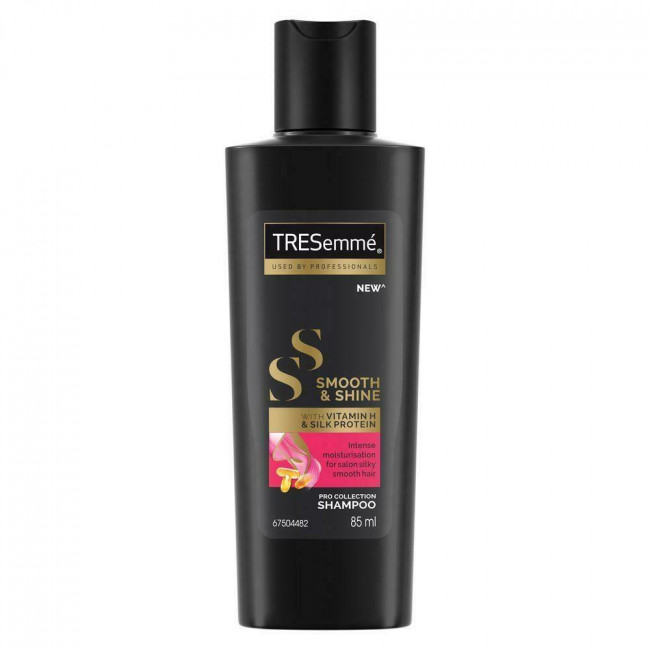 TRESemmé®
USED BY PROFESSIONALS
NEW^
SS
SMOOTH
& SHINE
WITH VITAMIN H
& SILK PROTEIN
Intense
moisturisation
for salon silky
smooth hair
PRO COLLECTION
SHAMPOO
67504482 85 ml